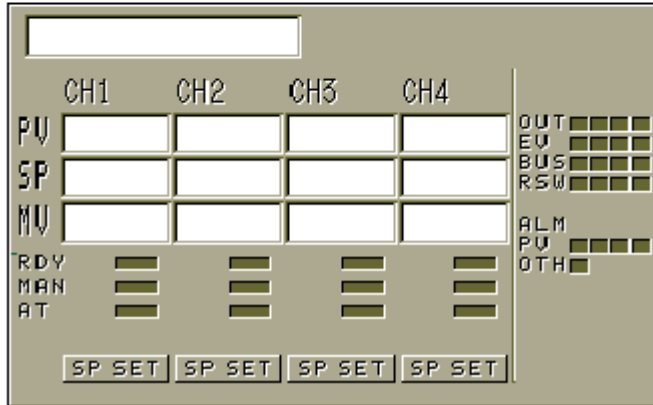 CH1 CH2 CH3 CH4
PV
SP
MV
RDY
MAN
AT
SP SET SP SET SP SET SP SET
OUT
EV
BUS
RSW
ALM
PV
OTH